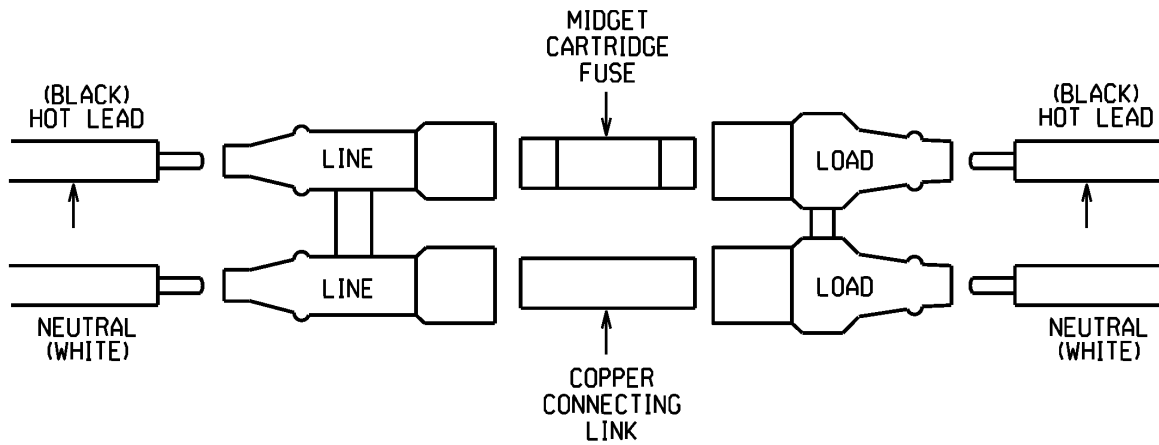 MIDGET
CARTRIDGE
FUSE
(BLACK)
HOT LEAD
(BLACK)
HOT LEAD
LINE
LOAD
LINE
LOAD
NEUTRAL
(WHITE)
NEUTRAL
(WHITE)
COPPER
CONNECTING
LINK